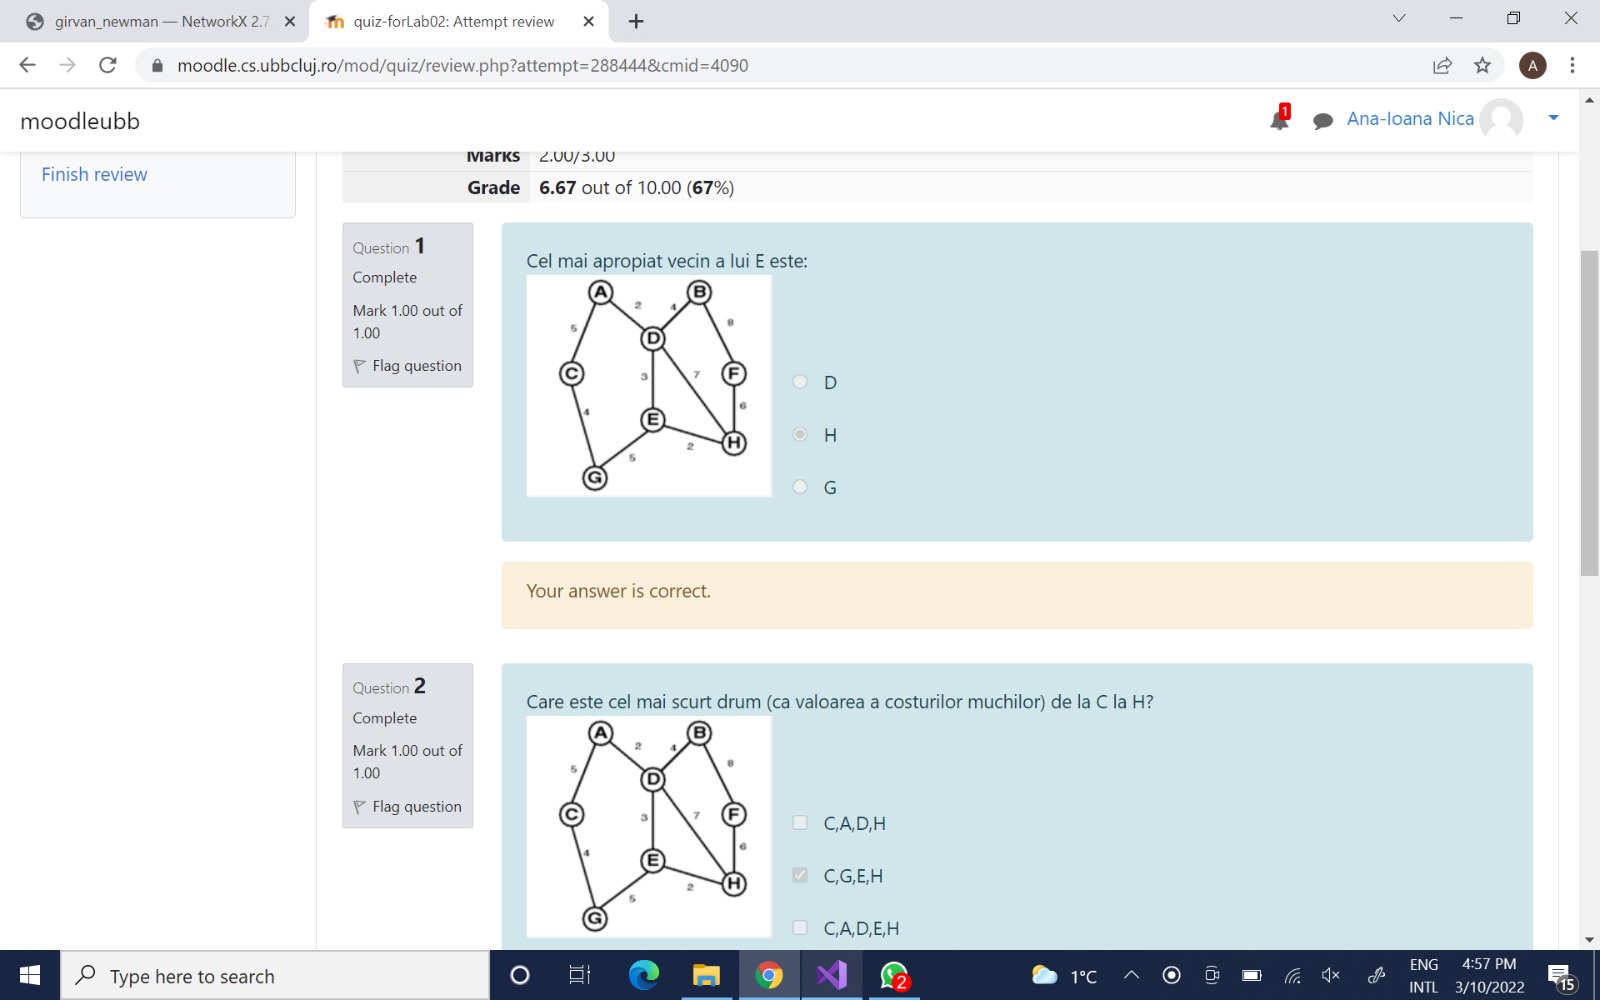 girvan_newman — NetworkX 2.7.
quiz-forLab02: Attempt review
moodle.cs.ubbcluj.ro/mod/quiz/review.php?attempt=288444&cmid=4090
A
moodleubb
1
Ana-Ioana Nica
Finish review
Marks 2.00/3.00
Grade 6.67 out of 10.00 (67%)
Question 1
Complete
Mark 1.00 out of
1.00
Flag question
Cel mai apropiat vecin a lui E este:
A
B
2
4
5
8
D
C
3
7
F
4
6
E
2
H
5
G
D
H
G
Your answer is correct.
Question 2
Complete
Mark 1.00 out of
1.00
Flag question
Care este cel mai scurt drum (ca valoarea a costurilor muchilor) de la C la H?
A
B
2
4
5
8
D
C
3
7
F
4
6
E
2
H
5
G
C,A,D,H
C,G,E,H
C,A,D,E,H
Type here to search
2
1°C
ENG
INTL
4:57 PM
3/10/2022
15